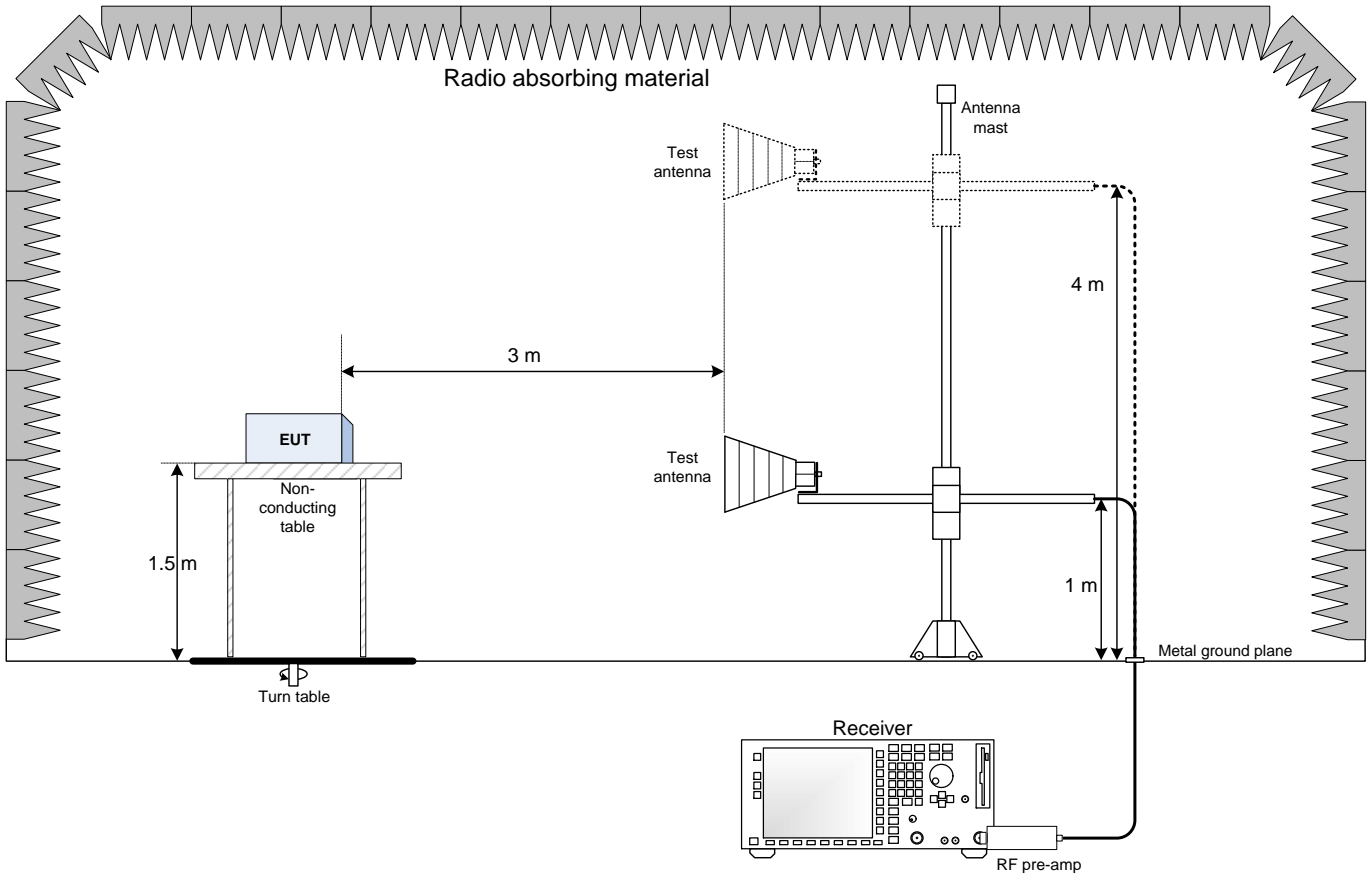 Radio absorbing material
Antenna
mast
Test
antenna
4 m
3 m
EUT
Test
antenna
Non-
conducting
table
1.5 m
1 m
Metal ground plane
Turn table
Receiver
RF pre-amp